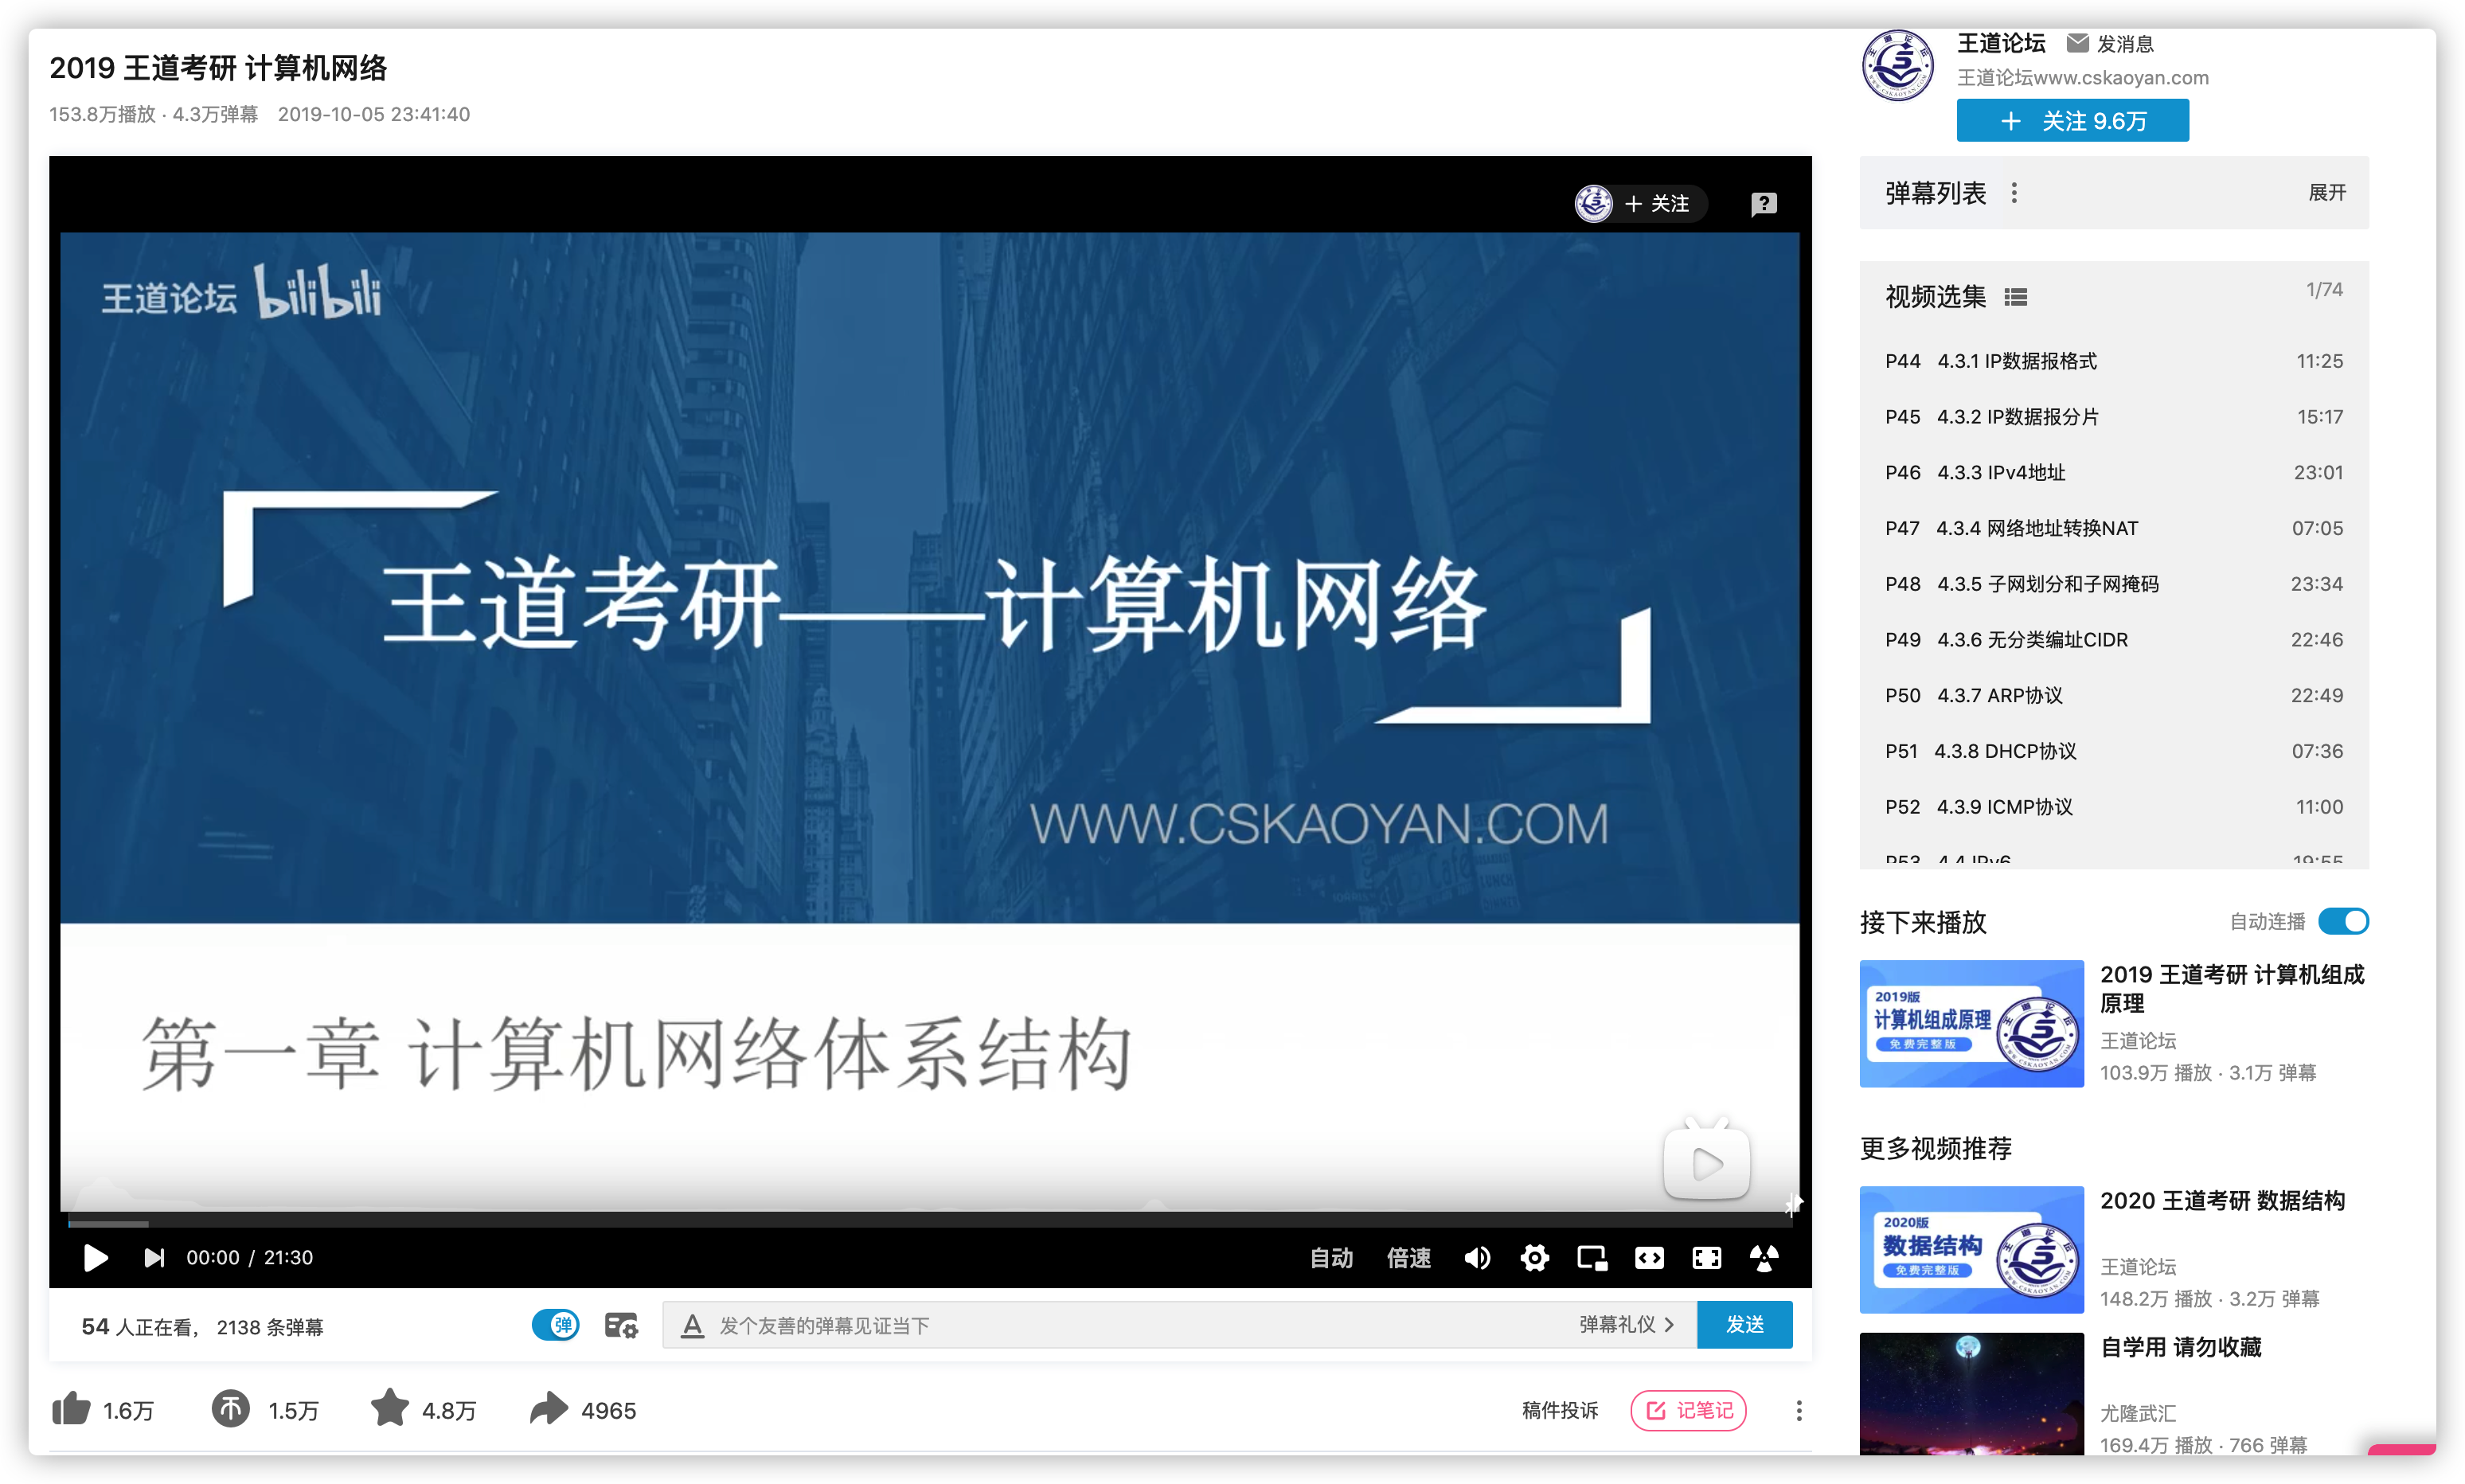 2019 王道考研 计算机网络
153.8万播放 · 4.3万弹幕 2019-10-05 23:41:40
王道论坛 发消息
王道论坛www.cskaoyan.com
+ 关注 9.6万
+ 关注
王道论坛 bilibili
王道考研——计算机网络
WWW.CSKAOYAN.COM
第一章 计算机网络体系结构
00:00 / 21:30
自动 倍速
54 人正在看， 2138 条弹幕
弹
发个友善的弹幕见证当下
弹幕礼仪 >
发送
1.6万 1.5万 4.8万 4965
稿件投诉 记笔记
弹幕列表 展开
视频选集 1/74
P44 4.3.1 IP数据报格式 11:25
P45 4.3.2 IP数据报分片 15:17
P46 4.3.3 IPv4地址 23:01
P47 4.3.4 网络地址转换NAT 07:05
P48 4.3.5 子网划分和子网掩码 23:34
P49 4.3.6 无分类编址CIDR 22:46
P50 4.3.7 ARP协议 22:49
P51 4.3.8 DHCP协议 07:36
P52 4.3.9 ICMP协议 11:00
P53 4.4 IPv6 19:55
接下来播放 自动连播
2019版
计算机组成原理
免费完整版
2019 王道考研 计算机组成
原理
王道论坛
103.9万 播放 · 3.1万 弹幕
更多视频推荐
2020版
数据结构
免费完整版
2020 王道考研 数据结构
王道论坛
148.2万 播放 · 3.2万 弹幕
自学用 请勿收藏
尤隆武汇
169.4万 播放 · 766 弹幕